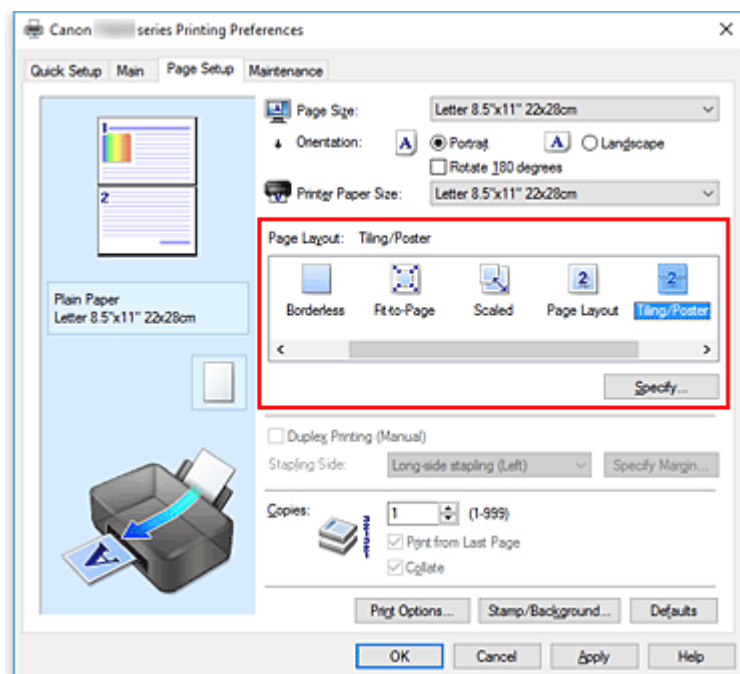 Canon series Printing Preferences
Quick Setup Main Page Setup Maintenance
1
2
Plain Paper
Letter 8.5"x11" 22x28cm
A
Page Size: Letter 8.5"x11" 22x28cm
Orientation: A Portrait A Landscape
Rotate 180 degrees
Printer Paper Size: Letter 8.5"x11" 22x28cm
Page Layout: Tiling/Poster
2 2
Borderless Fit-to-Page Scaled Page Layout Tiling/Poster
Specify...
Duplex Printing (Manual)
Stapling Side: Long-side stapling (Left) Specify Margin...
Copies: 1 (1-999)
Print from Last Page
Collate
Print Options... Stamp/Background... Defaults
OK Cancel Apply Help